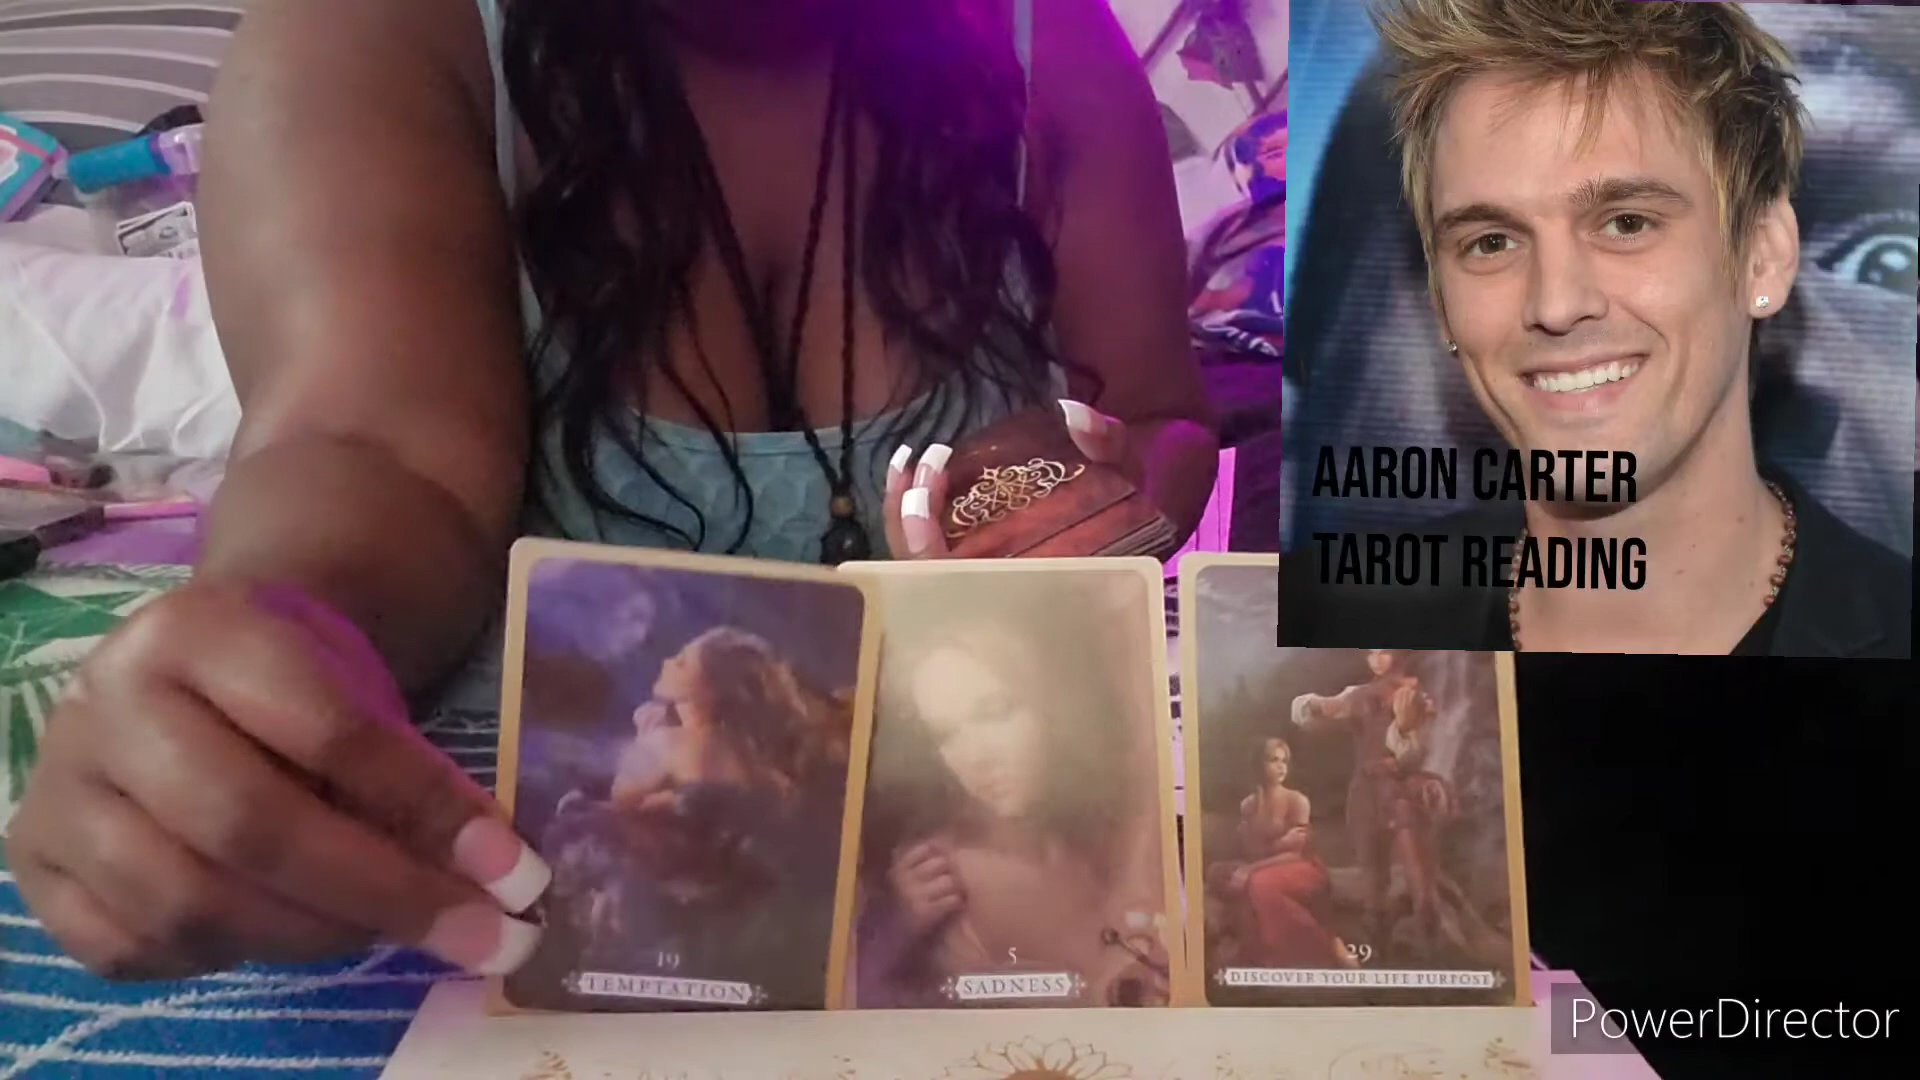 AARON CARTER
TAROT READING
19
TEMPTATION
5
SADNESS
29
DISCOVER YOUR LIFE PURPOSE
PowerDirector